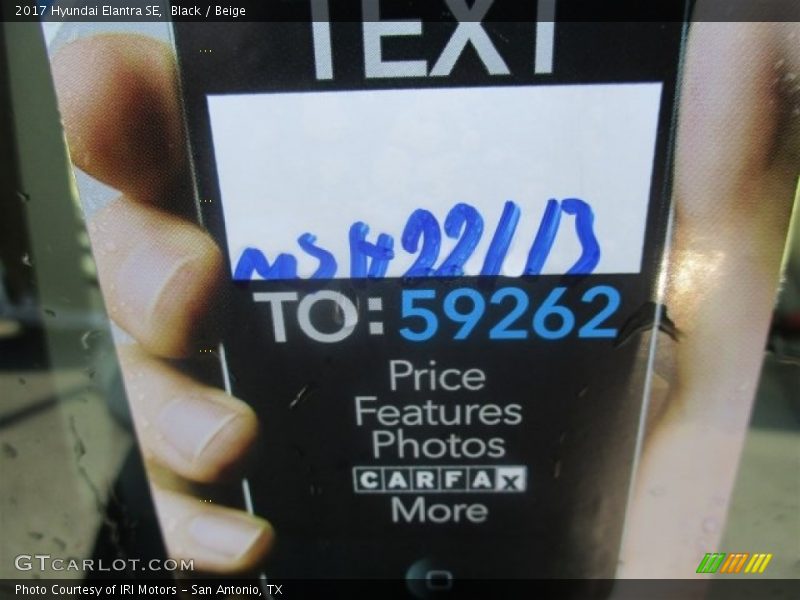 2017 Hyundai Elantra SE, Black / Beige
TEXT
TO: 59262
Price
Features
Photos
CARFAX
More
GTCARLOT.COM
Photo Courtesy of IRI Motors - San Antonio, TX